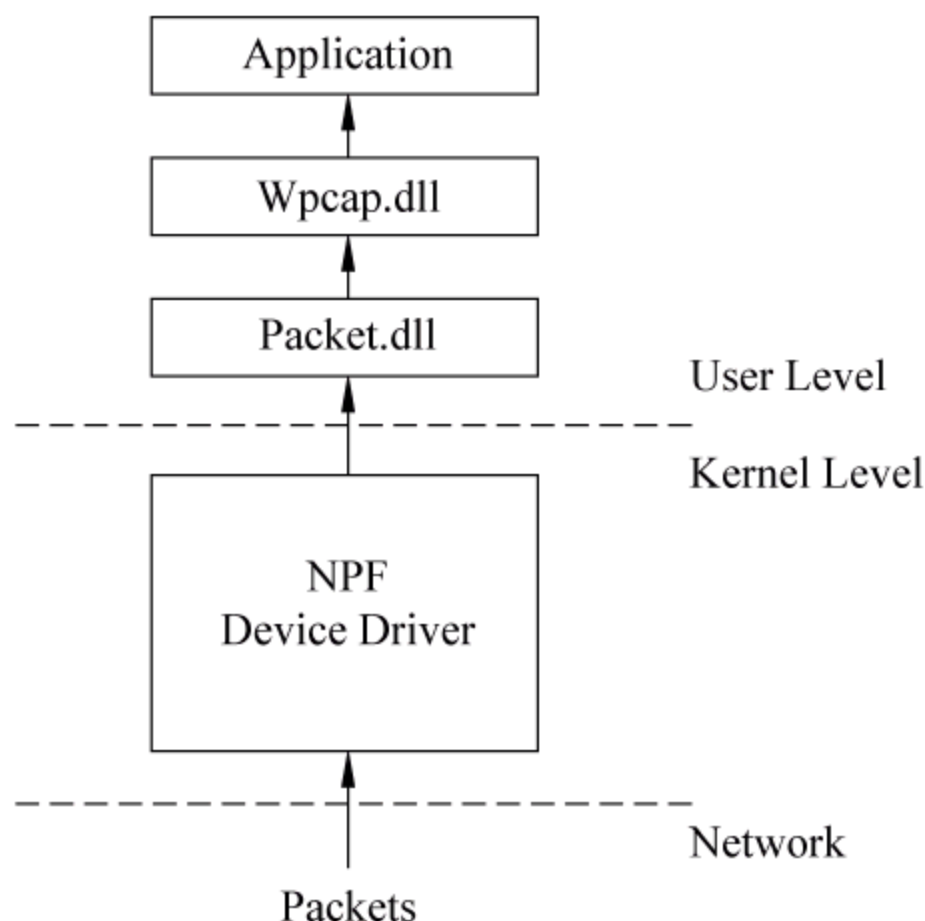 Application
Wpcap.dll
Packet.dll
User Level
Kernel Level
NPF
Device Driver
Network
Packets